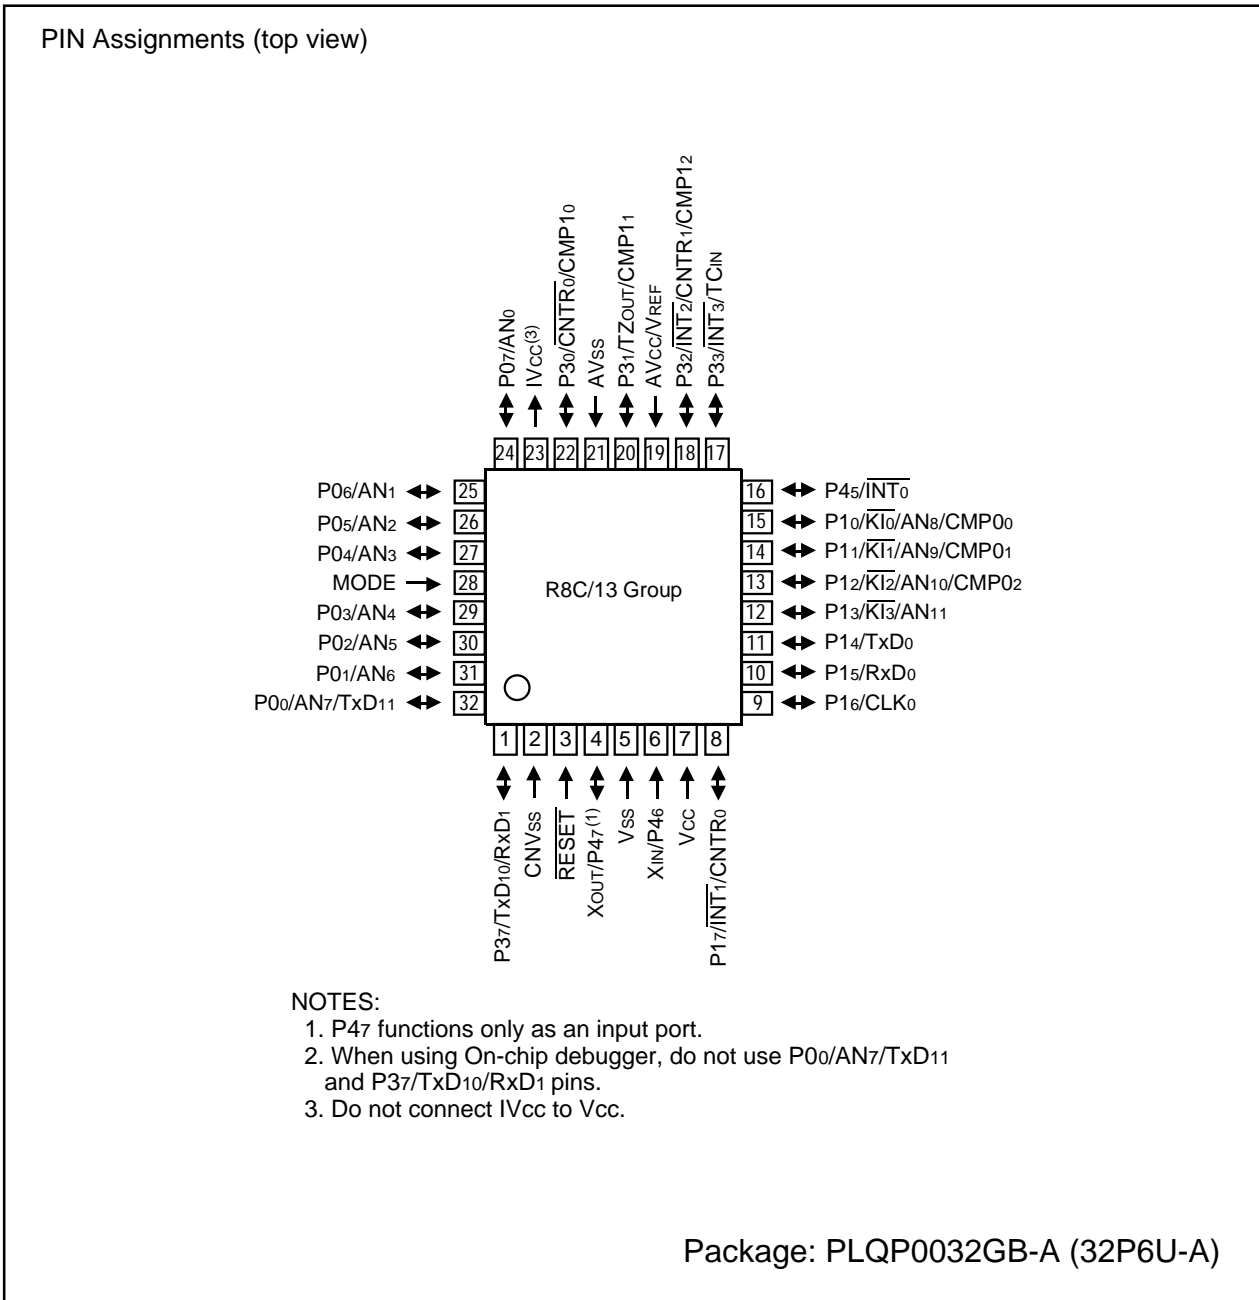 PIN Assignments (top view)
P07/AN0
IVCC(3)
P30/CNTR0/CMP10
AVSS
P31/TZOUT/CMP11
AVCC/VREF
P32/INT2/CNTR1/CMP12
P33/INT3/TCIN
24 23 22 21 20 19 18 17
P06/AN1 25
P05/AN2 26
P04/AN3 27
MODE 28
P03/AN4 29
P02/AN5 30
P01/AN6 31
P00/AN7/TxD11 32
R8C/13 Group
16 P45/INT0
15 P10/KI0/AN8/CMP00
14 P11/KI1/AN9/CMP01
13 P12/KI2/AN10/CMP02
12 P13/KI3/AN11
11 P14/TxD0
10 P15/RxD0
9 P16/CLK0
1 2 3 4 5 6 7 8
P37/TxD10/RxD1
CNVSS
RESET
XOUT/P47(1)
VSS
XIN/P46
VCC
P17/INT1/CNTR0
NOTES:
1. P47 functions only as an input port.
2. When using On-chip debugger, do not use P00/AN7/TxD11
and P37/TxD10/RxD1 pins.
3. Do not connect IVcc to Vcc.
Package: PLQP0032GB-A (32P6U-A)